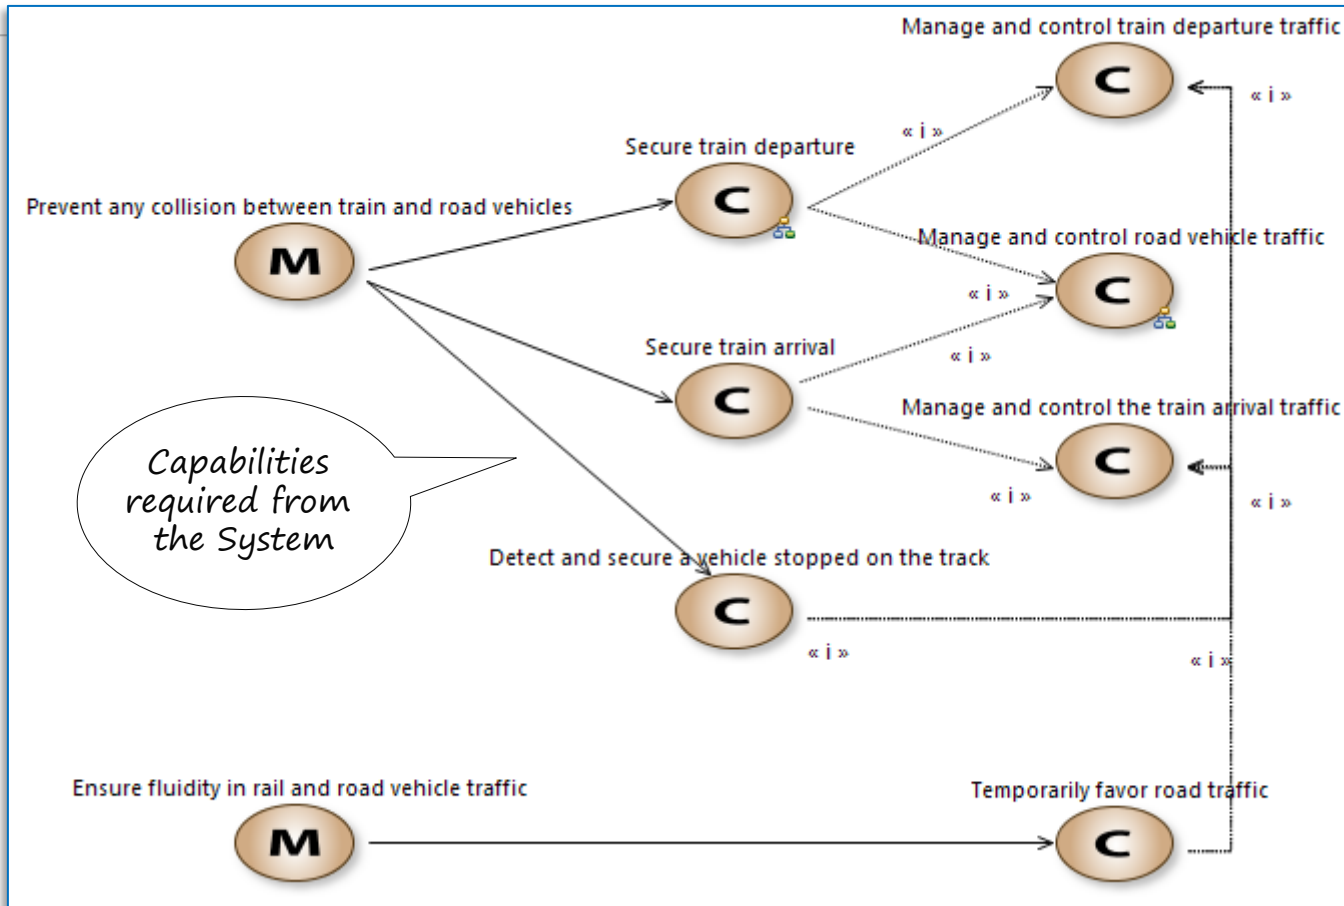 Manage and control train departure traffic
C
« i »
« i »
Secure train departure
C
Prevent any collision between train and road vehicles
M
Manage and control road vehicle traffic
C
« i »
« i »
Secure train arrival
C
Manage and control the train arrival traffic
C
« i »
« i »
Capabilities
required from
the System
Detect and secure a vehicle stopped on the track
C
« i »
« i »
Ensure fluidity in rail and road vehicle traffic
M
Temporarily favor road traffic
C